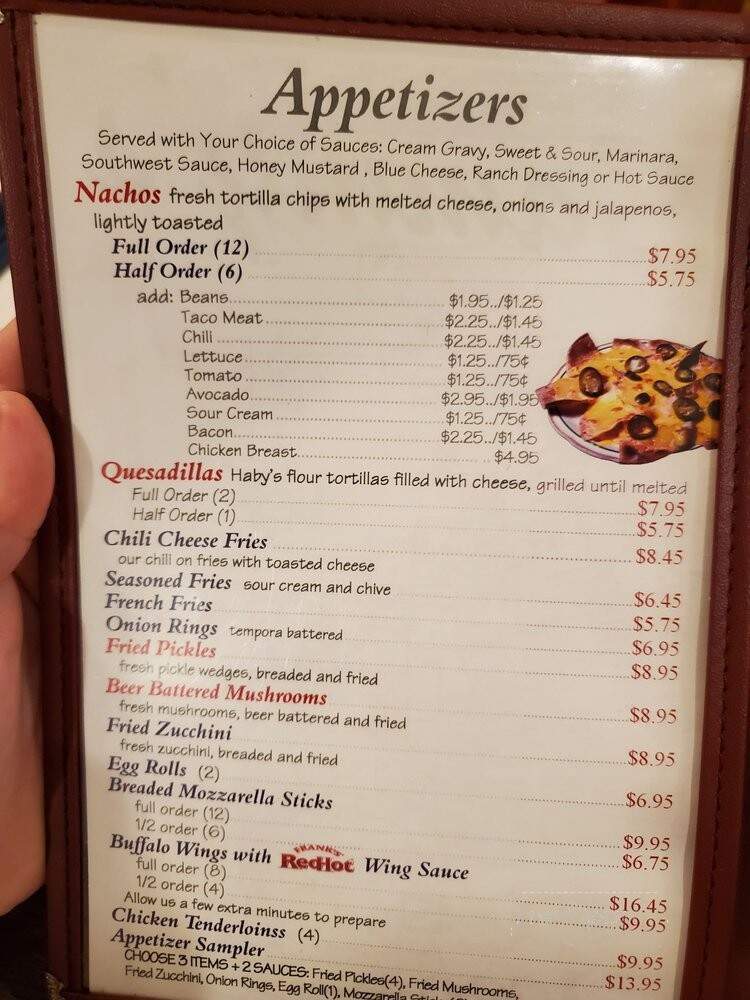 Appetizers
Served with Your Choice of Sauces: Cream Gravy, Sweet & Sour, Marinara,
Southwest Sauce, Honey Mustard , Blue Cheese, Ranch Dressing or Hot Sauce
Nachos fresh tortilla chips with melted cheese, onions and jalapenos,
lightly toasted
Full Order (12) $7.95
Half Order (6) $5.75
add: Beans $1.95../$1.25
Taco Meat $2.25../$1.45
Chili $2.25../$1.45
Lettuce $1.25../75¢
Tomato $1.25../75¢
Avocado $2.95../$1.95
Sour Cream $1.25../75¢
Bacon $2.25../$1.45
Chicken Breast $4.95
Quesadillas Haby's flour tortillas filled with cheese, grilled until melted
Full Order (2) $7.95
Half Order (1) $5.75
Chili Cheese Fries $8.45
our chili on fries with toasted cheese
Seasoned Fries sour cream and chive $6.45
French Fries $5.75
Onion Rings tempora battered $6.95
Fried Pickles $8.95
fresh pickle wedges, breaded and fried
Beer Battered Mushrooms $8.95
fresh mushrooms, beer battered and fried
Fried Zucchini $8.95
fresh zucchini, breaded and fried
Egg Rolls (2) $6.95
Breaded Mozzarella Sticks
full order (12) $9.95
1/2 order (6) $6.75
Buffalo Wings with FRANK'S RedHot Wing Sauce
full order (8) $16.45
1/2 order (4) $9.95
Allow us a few extra minutes to prepare
Chicken Tenderloinss (4) $9.95
Appetizer Sampler $13.95
CHOOSE 3 ITEMS + 2 SAUCES: Fried Pickles(4), Fried Mushrooms,
Fried Zucchini, Onion Rings, Egg Roll(1), Mozzarella